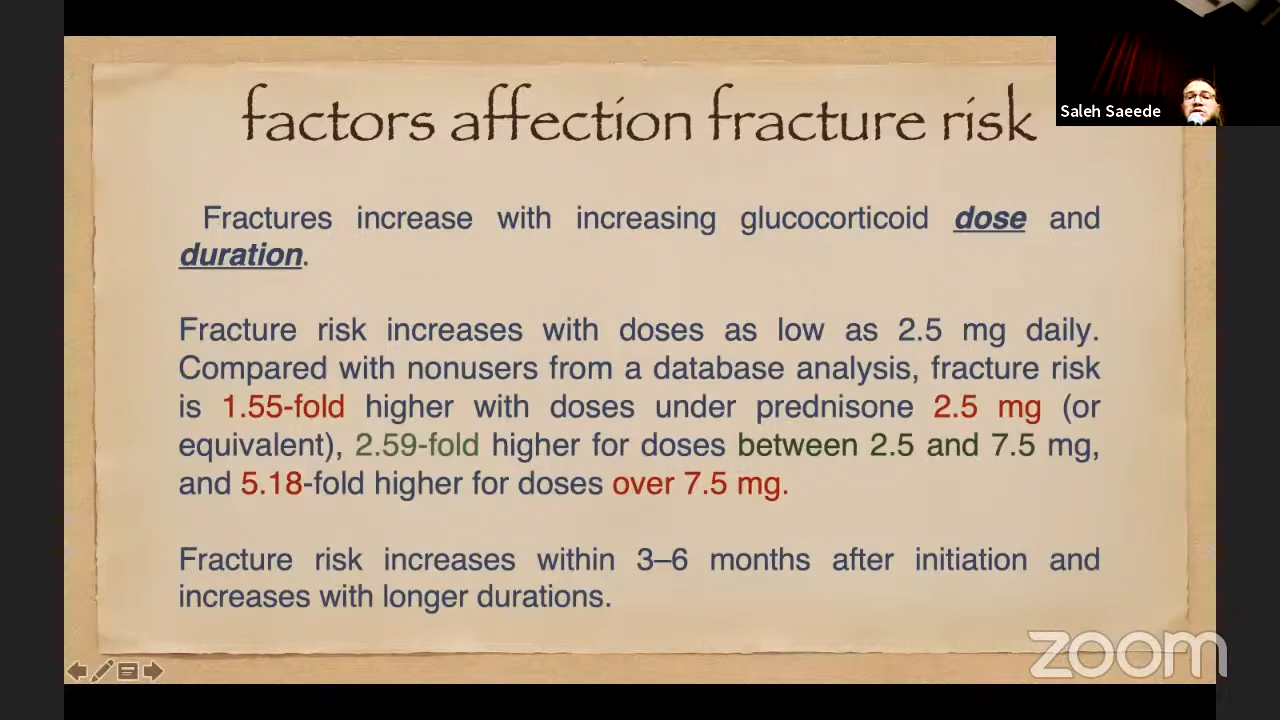 factors affection fracture risk
Saleh Saeede
Fractures increase with increasing glucocorticoid dose and
duration.
Fracture risk increases with doses as low as 2.5 mg daily.
Compared with nonusers from a database analysis, fracture risk
is 1.55-fold higher with doses under prednisone 2.5 mg (or
equivalent), 2.59-fold higher for doses between 2.5 and 7.5 mg,
and 5.18-fold higher for doses over 7.5 mg.
Fracture risk increases within 3–6 months after initiation and
increases with longer durations.
zoom